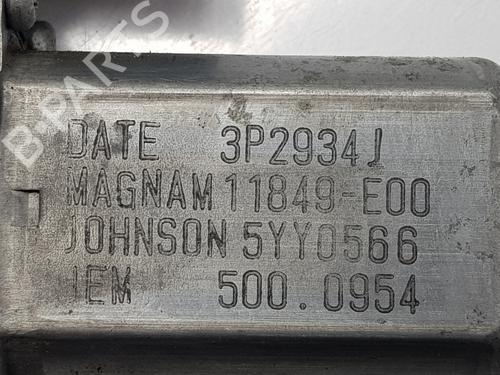 B-PARTS
DATE 3P2934J
MAGNAM 11849-E00
JOHNSON 5YY0566
IEM 500.0954